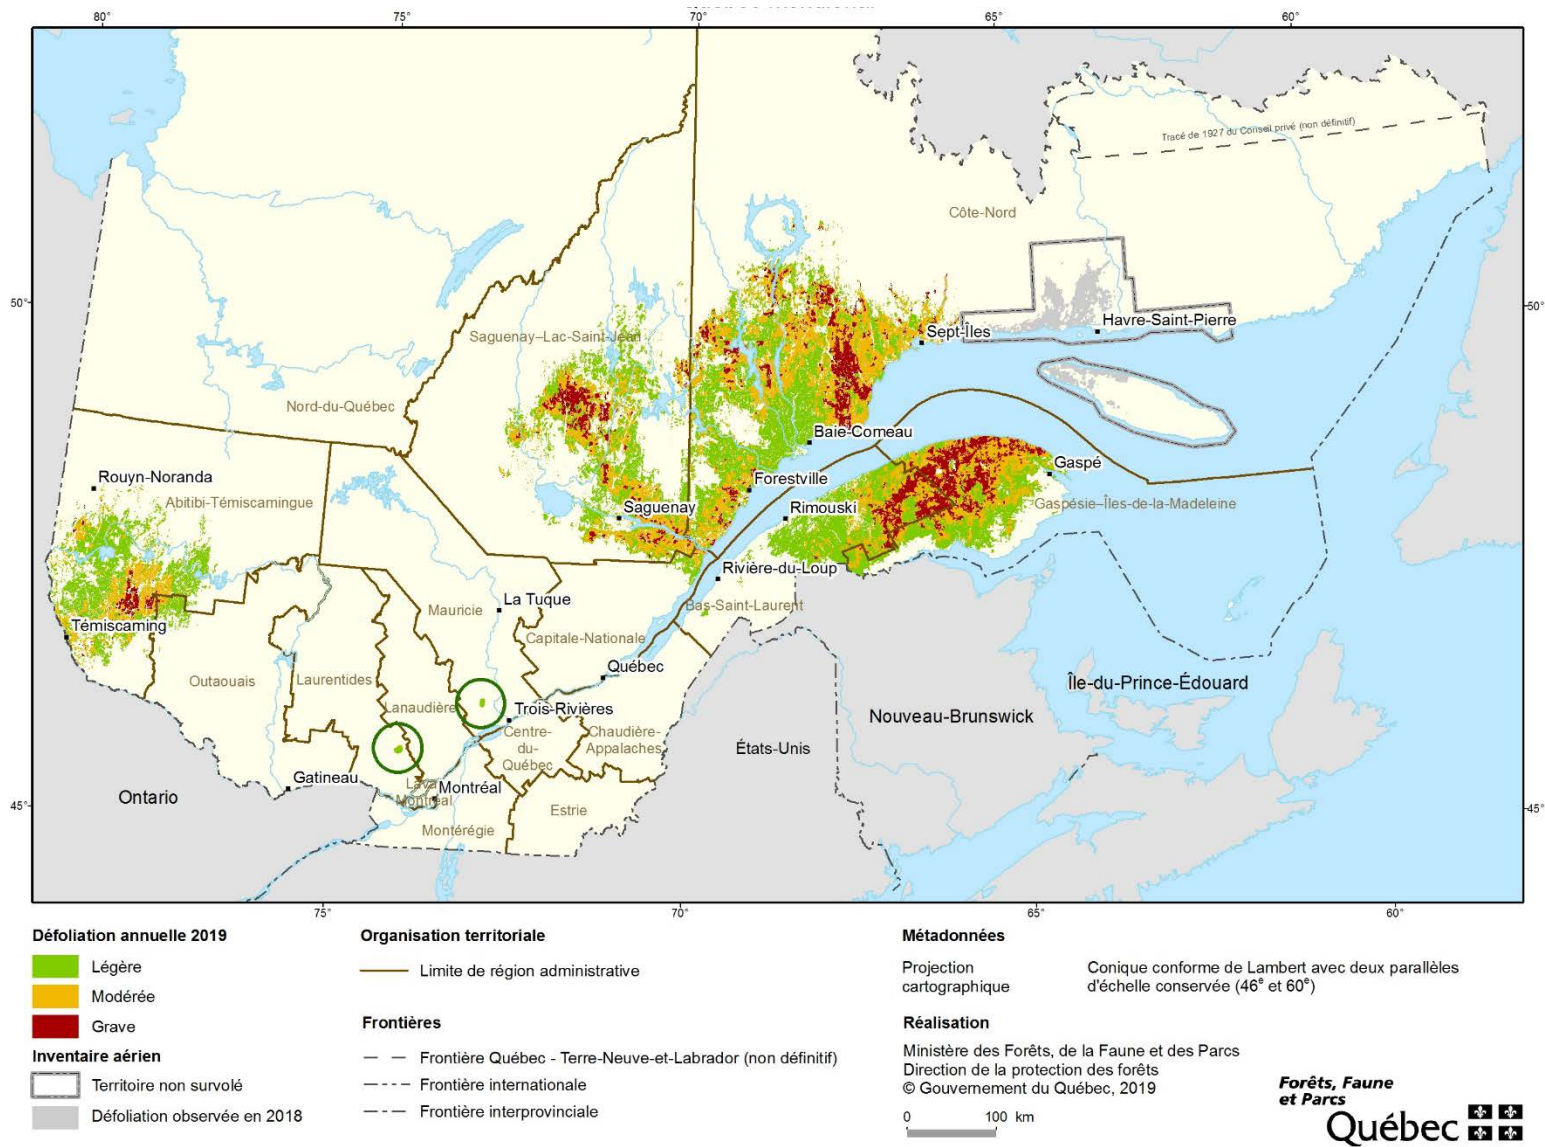 80°
75°
70°
65°
60°
Tracé de 1927 du Conseil privé (non définitif)
Côte-Nord
50°
50°
Sept-Îles
Havre-Saint-Pierre
Saguenay–Lac-Saint-Jean
Nord-du-Québec
Baie-Comeau
Gaspé
Rouyn-Noranda
Abitibi-Témiscamingue
Forestville
Saguenay
Rimouski
Gaspésie–Îles-de-la-Madeleine
Rivière-du-Loup
Bas-Saint-Laurent
La Tuque
Mauricie
Témiscaming
Capitale-Nationale
Québec
Outaouais
Laurentides
Lanaudière
Trois-Rivières
Île-du-Prince-Édouard
Nouveau-Brunswick
Centre-
du-
Québec
Chaudière-
Appalaches
États-Unis
Gatineau
Montréal
Laval
Montréal
Ontario
Estrie
Montérégie
45°
45°
75°
70°
65°
60°
Défoliation annuelle 2019
Légère
Modérée
Grave
Inventaire aérien
Territoire non survolé
Défoliation observée en 2018
Organisation territoriale
Limite de région administrative
Frontières
Frontière Québec - Terre-Neuve-et-Labrador (non définitif)
Frontière internationale
Frontière interprovinciale
Métadonnées
Projection
cartographique
Conique conforme de Lambert avec deux parallèles
d'échelle conservée (46e et 60e)
Réalisation
Ministère des Forêts, de la Faune et des Parcs
Direction de la protection des forêts
© Gouvernement du Québec, 2019
0 100 km
Forêts, Faune
et Parcs
Québec